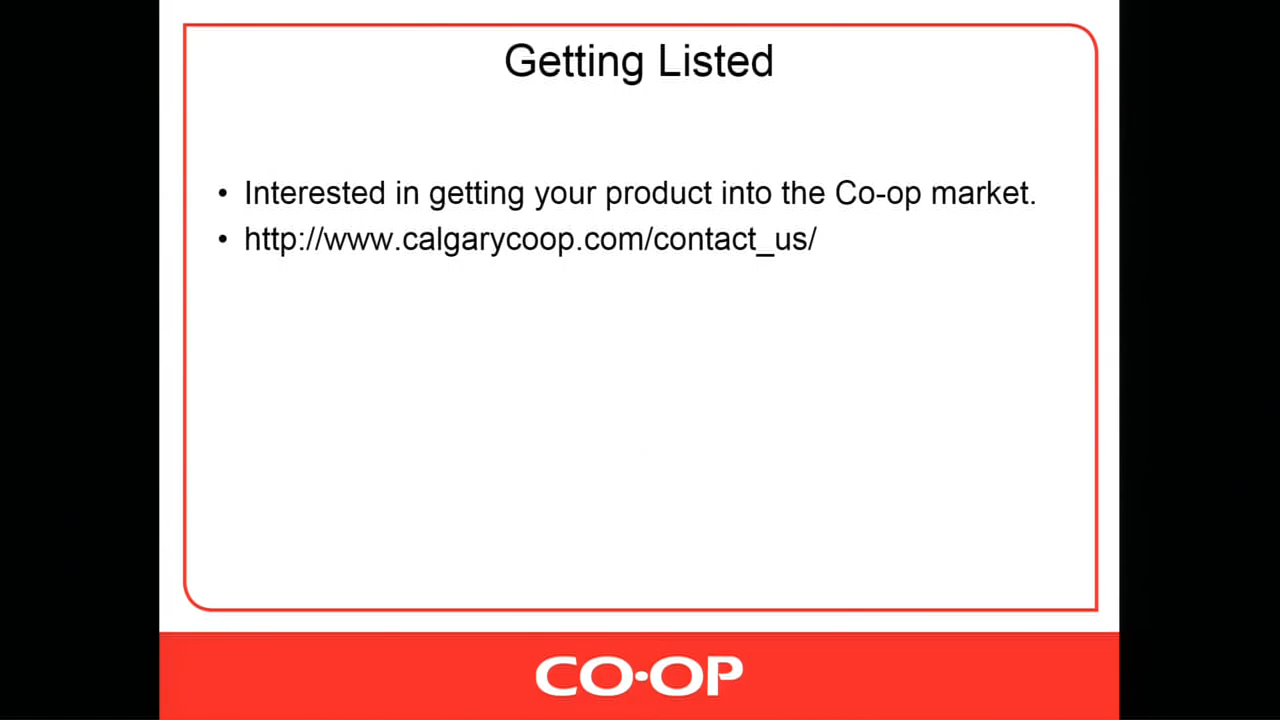 Getting Listed
• Interested in getting your product into the Co-op market.
• http://www.calgarycoop.com/contact_us/
CO•OP